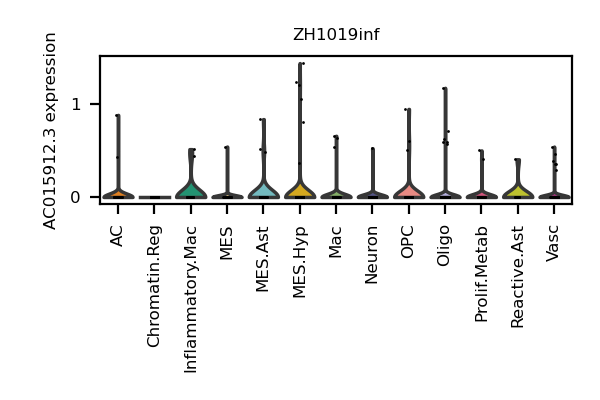 ZH1019inf
AC015912.3 expression
1
0
AC
Chromatin.Reg
Inflammatory.Mac
MES
MES.Ast
MES.Hyp
Mac
Neuron
OPC
Oligo
Prolif.Metab
Reactive.Ast
Vasc